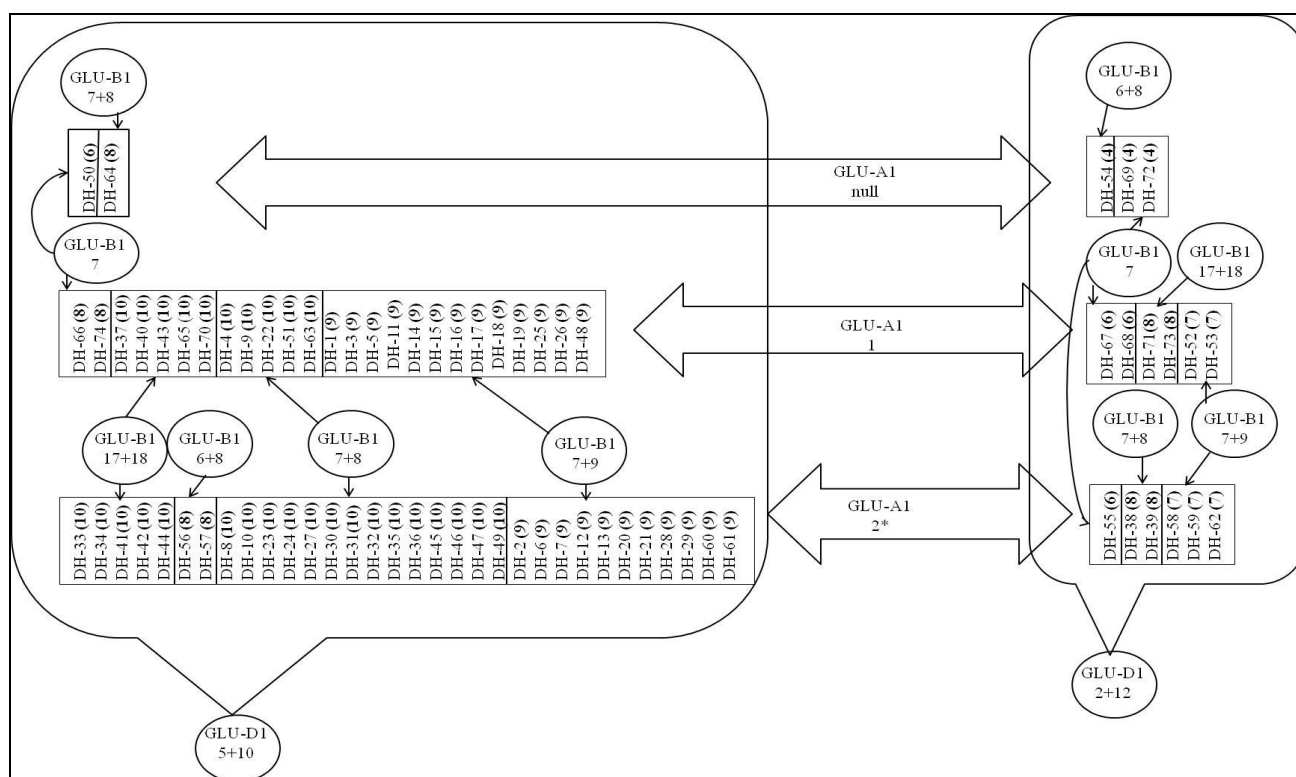 GLU-B1
7+8
GLU-B1
6+8
DH-50 (6)
DH-64 (8)
GLU-A1
null
DH-54 (4)
DH-69 (4)
DH-72 (4)
GLU-B1
7
GLU-B1
7
GLU-B1
17+18
DH-66 (8)
DH-74 (8)
DH-37 (10)
DH-40 (10)
DH-43 (10)
DH-65 (10)
DH-70 (10)
DH-4 (10)
DH-9 (10)
DH-22 (10)
DH-51 (10)
DH-63 (10)
DH-1 (9)
DH-3 (9)
DH-5 (9)
DH-11 (9)
DH-14 (9)
DH-15 (9)
DH-16 (9)
DH-17 (9)
DH-18 (9)
DH-19 (9)
DH-25 (9)
DH-26 (9)
DH-48 (9)
GLU-A1
1
DH-67 (6)
DH-68 (6)
DH-71 (8)
DH-73 (8)
DH-52 (7)
DH-53 (7)
GLU-B1
17+18
GLU-B1
6+8
GLU-B1
7+8
GLU-B1
7+9
GLU-B1
7+8
GLU-B1
7+9
DH-33 (10)
DH-34 (10)
DH-41 (10)
DH-42 (10)
DH-44 (10)
DH-56 (8)
DH-57 (8)
DH-8 (10)
DH-10 (10)
DH-23 (10)
DH-24 (10)
DH-27 (10)
DH-30 (10)
DH-31 (10)
DH-32 (10)
DH-35 (10)
DH-36 (10)
DH-45 (10)
DH-46 (10)
DH-47 (10)
DH-49 (10)
DH-2 (9)
DH-6 (9)
DH-7 (9)
DH-12 (9)
DH-13 (9)
DH-20 (9)
DH-21 (9)
DH-28 (9)
DH-29 (9)
DH-60 (9)
DH-61 (9)
GLU-A1
2*
DH-55 (6)
DH-38 (8)
DH-39 (8)
DH-58 (7)
DH-59 (7)
DH-62 (7)
GLU-D1
2+12
GLU-D1
5+10